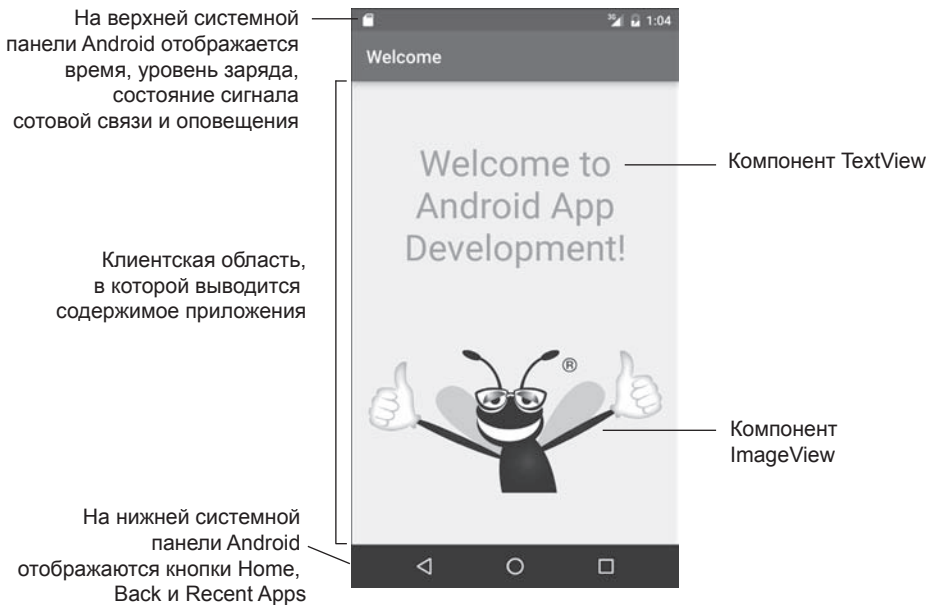 На верхней системной
панели Android отображается
время, уровень заряда,
состояние сигнала
сотовой связи и оповещения
3G 1:04
Welcome
Welcome to
Android App
Development!
Компонент TextView
Клиентская область,
в которой выводится
содержимое приложения
®
Компонент
ImageView
На нижней системной
панели Android
отображаются кнопки Home,
Back и Recent Apps